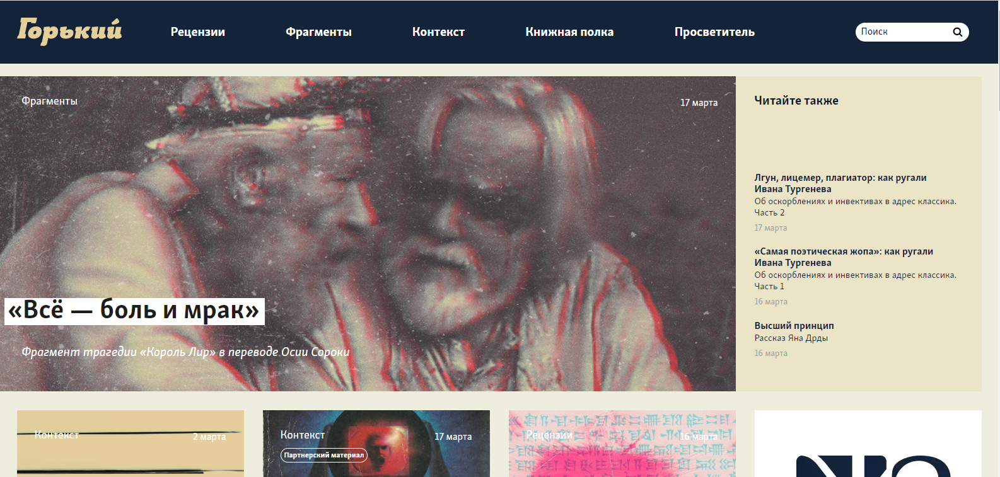 Горький
Рецензии
Фрагменты
Контекст
Книжная полка
Просветитель
Поиск
Фрагменты
17 марта
«Всё — боль и мрак»
Фрагмент трагедии «Король Лир» в переводе Осии Сороки
Читайте также
Лгун, лицемер, плагиатор: как ругали
Ивана Тургенева
Об оскорблениях и инвективах в адрес классика.
Часть 2
17 марта
«Самая поэтическая жопа»: как ругали
Ивана Тургенева
Об оскорблениях и инвективах в адрес классика.
Часть 1
16 марта
Высший принцип
Рассказ Яна Дрды
16 марта
Контекст
2 марта
Контекст
17 марта
Партнерский материал
Рецензии
16 марта